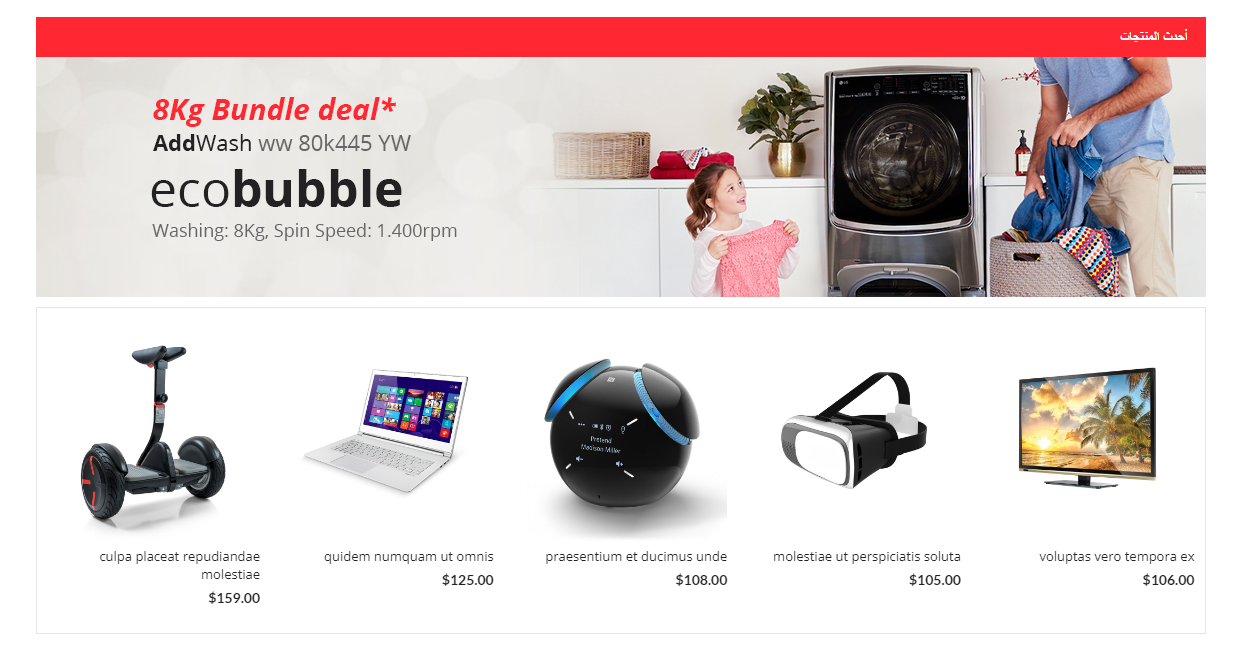 أحدث المنتجات
8Kg Bundle deal*
AddWash ww 80k445 YW
ecobubble
Washing: 8Kg, Spin Speed: 1.400rpm
LG
Pretend
Madison Miller
voluptas vero tempora ex
$106.00
molestiae ut perspiciatis soluta
$105.00
praesentium et ducimus unde
$108.00
quidem numquam ut omnis
$125.00
culpa placeat repudiandae
molestiae
$159.00